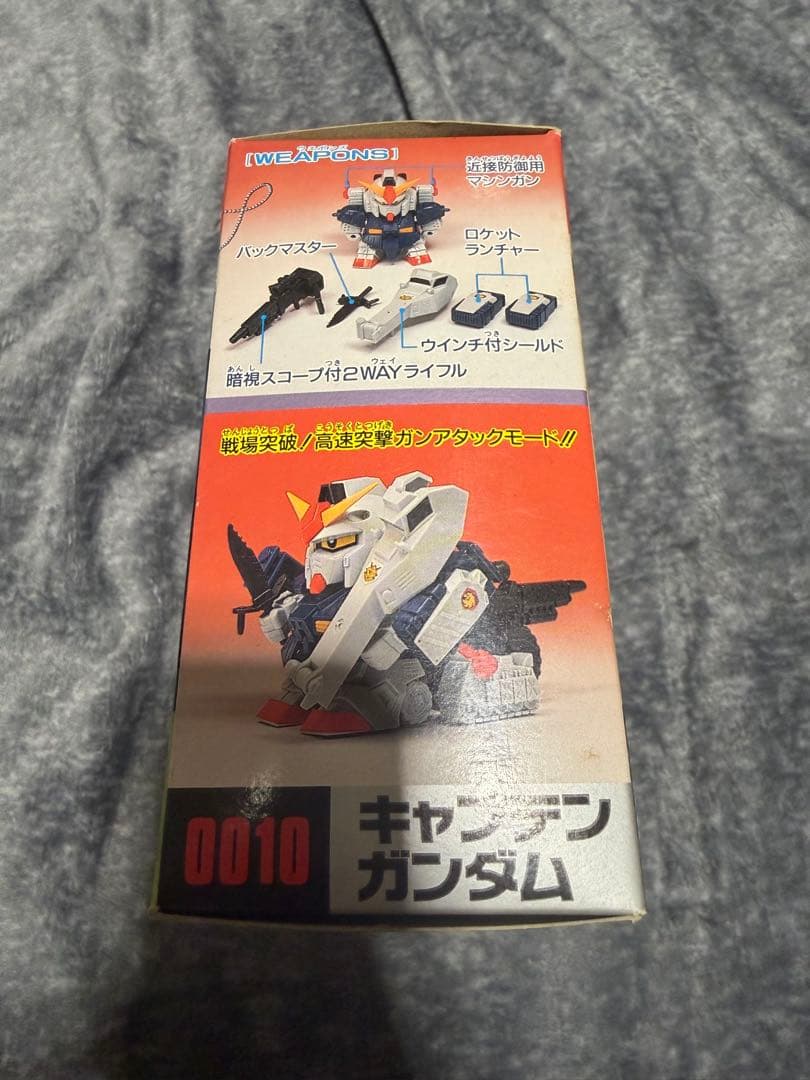 ウエポンズ
[WEAPONS]
きんせつぼうぎょよう
近接防御用
マシンガン
ロケット
ランチャー
バックマスター
つき
ウインチ付シールド
あんし つき ウェイ
暗視スコープ付2WAYライフル
せんじょうとっぱ こうそくとつげき
戦場突破!高速突撃ガンアタックモード!!
0010
キャプテン
ガンダム